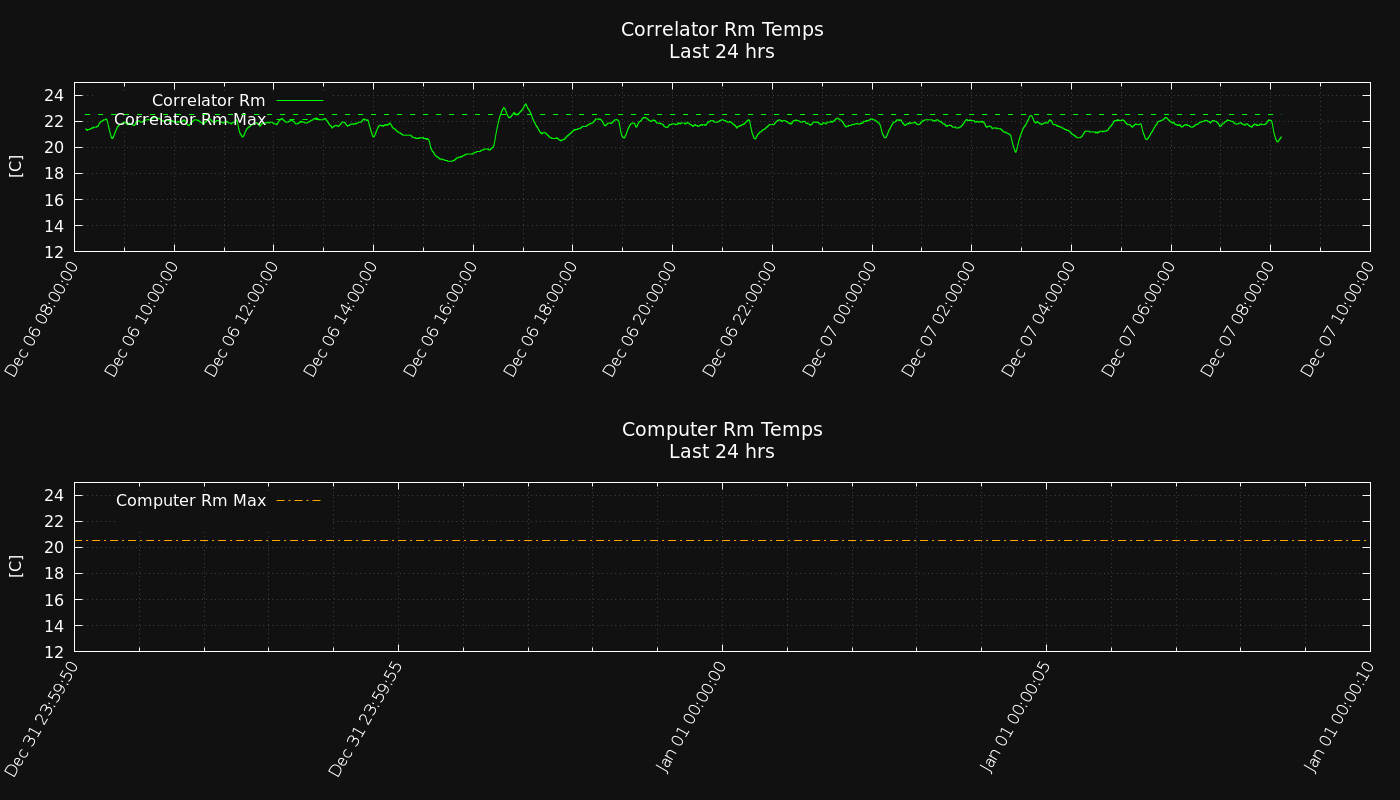 Correlator Rm Temps
Last 24 hrs
Correlator Rm
Correlator Rm Max
24
22
20
18
16
14
12
[C]
Dec 06 08:00:00
Dec 06 10:00:00
Dec 06 12:00:00
Dec 06 14:00:00
Dec 06 16:00:00
Dec 06 18:00:00
Dec 06 20:00:00
Dec 06 22:00:00
Dec 07 00:00:00
Dec 07 02:00:00
Dec 07 04:00:00
Dec 07 06:00:00
Dec 07 08:00:00
Dec 07 10:00:00
Computer Rm Temps
Last 24 hrs
Computer Rm Max
24
22
20
18
16
14
12
[C]
Dec 31 23:59:50
Dec 31 23:59:55
Jan 01 00:00:00
Jan 01 00:00:05
Jan 01 00:00:10